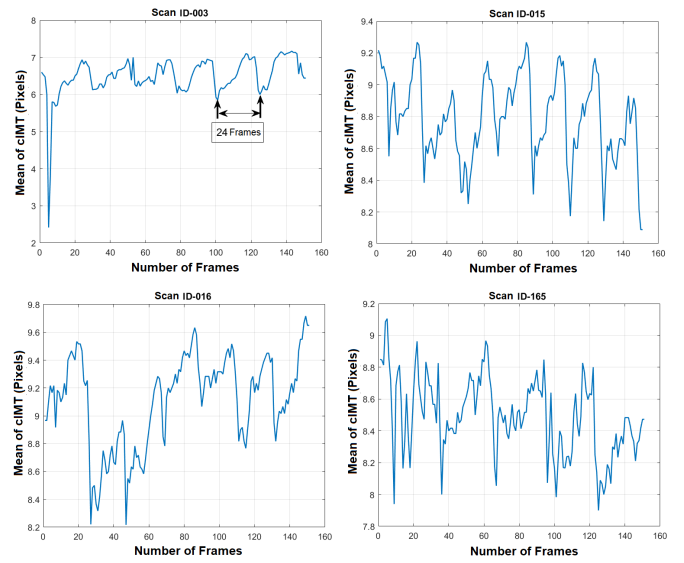 Scan ID-003
Mean of cIMT (Pixels)
8
7
6
5
4
3
2
24 Frames
0 20 40 60 80 100 120 140 160
Number of Frames
Scan ID-015
Mean of cIMT (Pixels)
9.4
9.2
9
8.8
8.6
8.4
8.2
8
0 20 40 60 80 100 120 140 160
Number of Frames
Scan ID-016
Mean of cIMT (Pixels)
9.8
9.6
9.4
9.2
9
8.8
8.6
8.4
8.2
0 20 40 60 80 100 120 140 160
Number of Frames
Scan ID-165
Mean of cIMT (Pixels)
9.2
9
8.8
8.6
8.4
8.2
8
7.8
0 20 40 60 80 100 120 140 160
Number of Frames